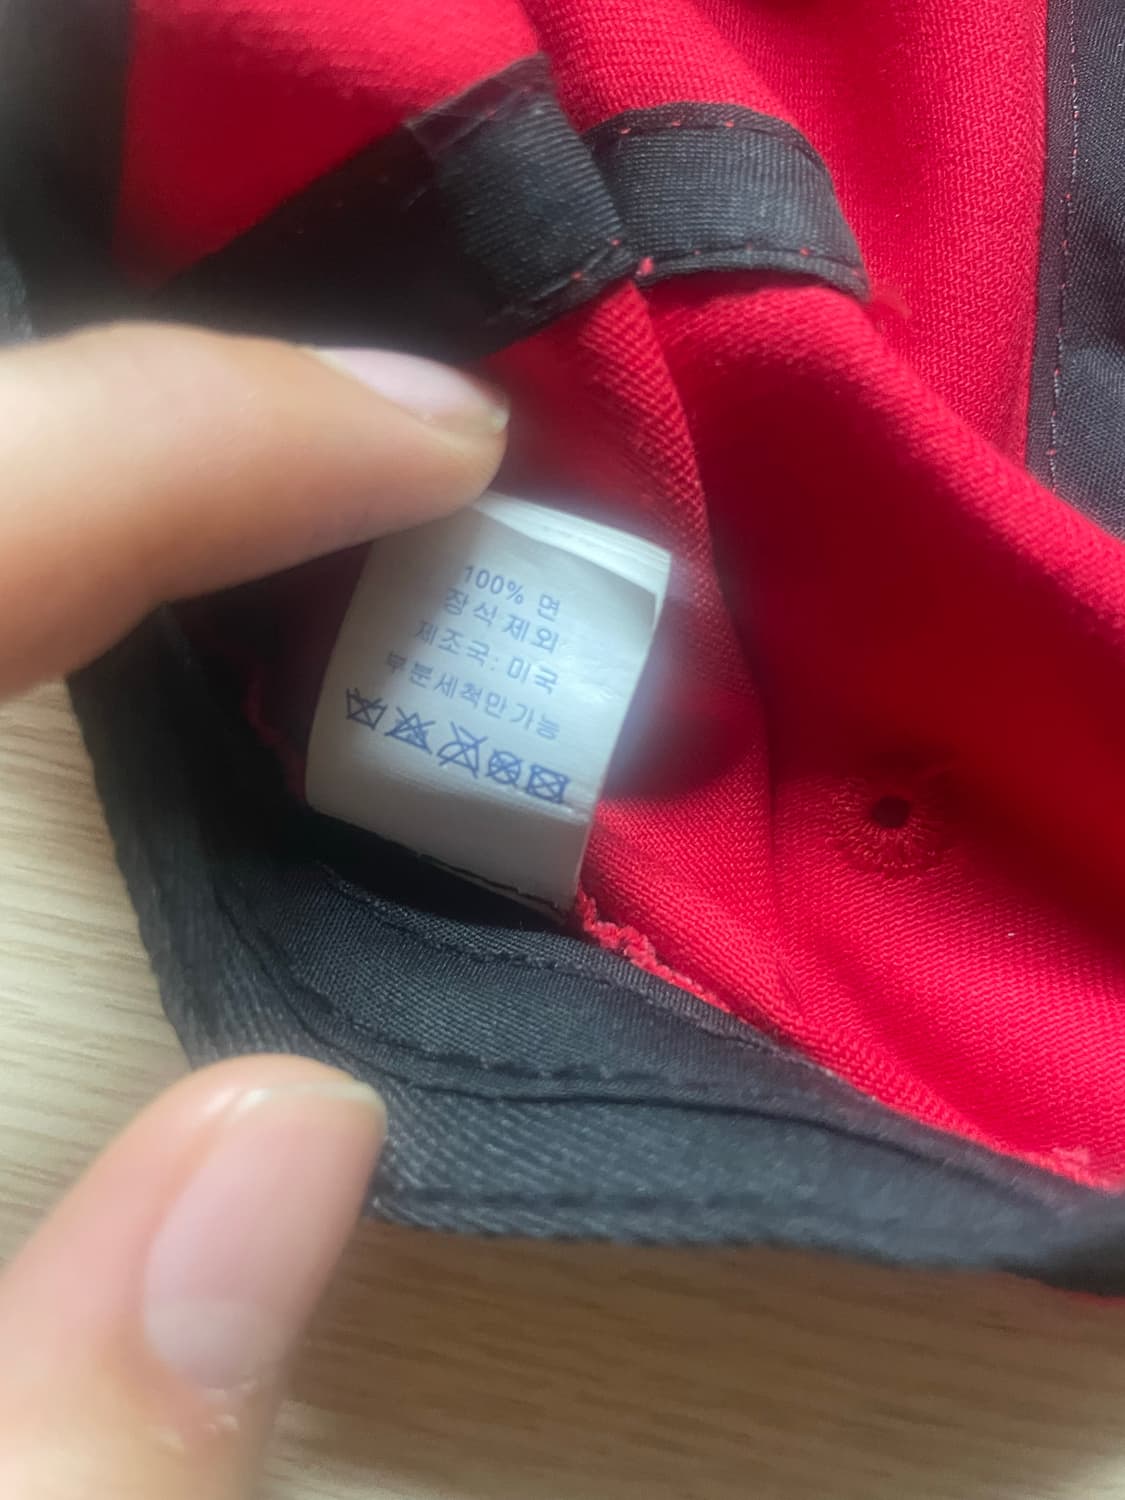 100% 면
장식 제외
제조국: 미국
부분세척만 가능